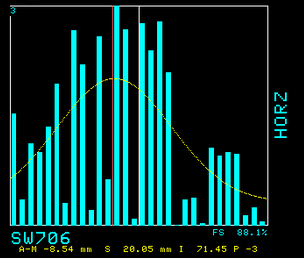 3
HORZ
FS 88.1%
SW706
A-M -8.54 mm S 20.05 mm I 71.45 P -3